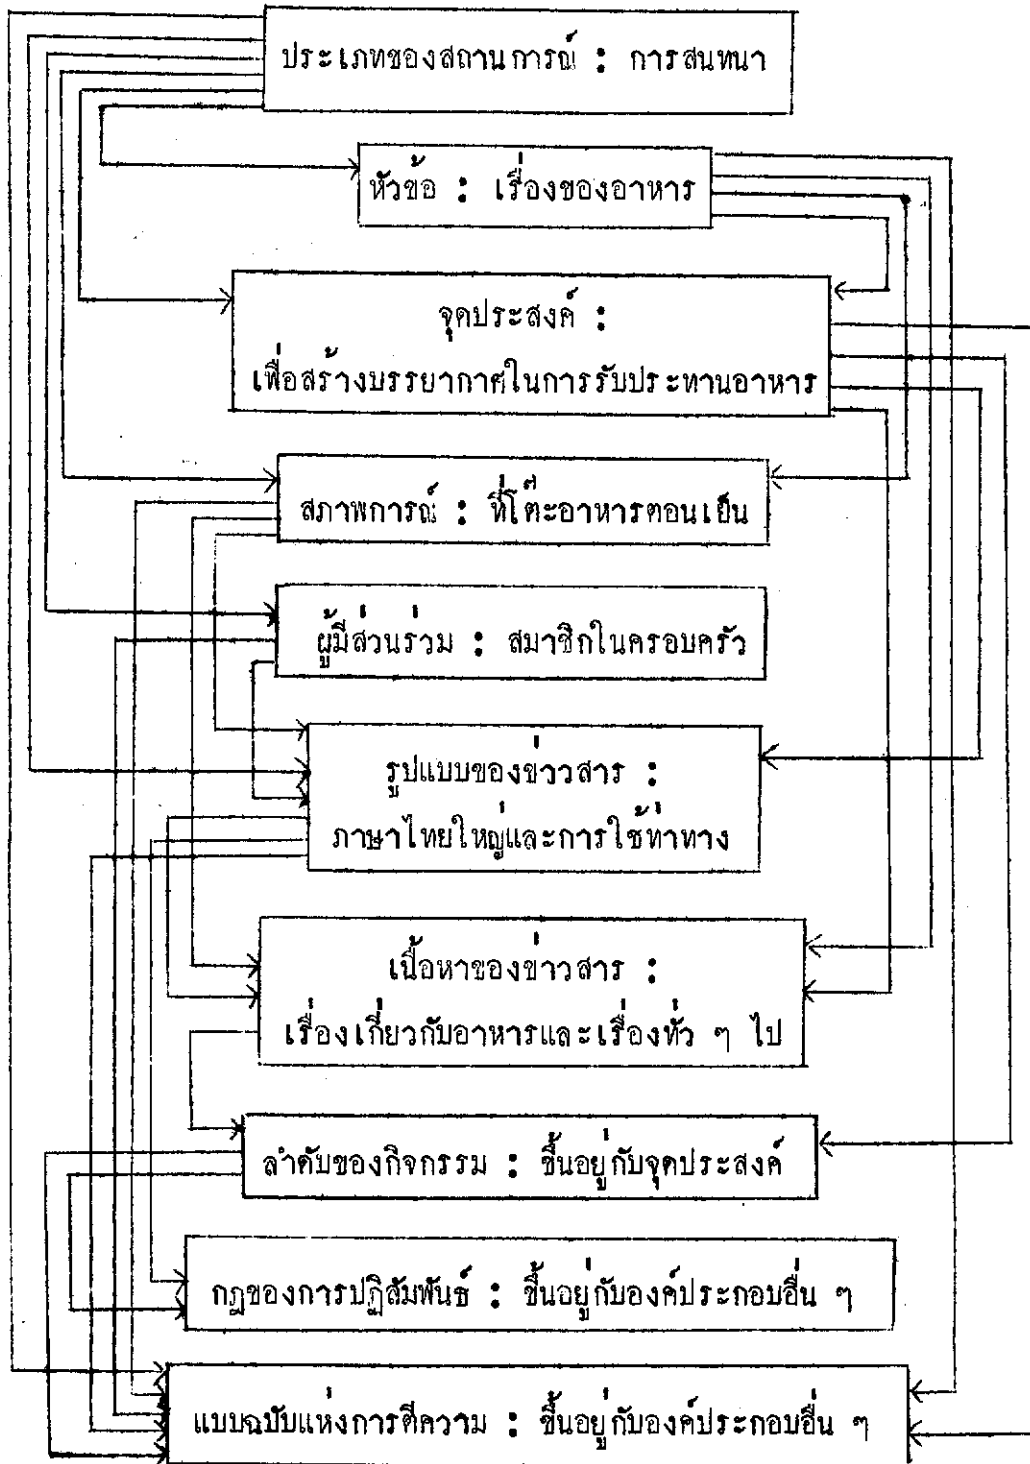 ประเภทของสถานการณ์ : การสนทนา
หัวข้อ : เรื่องของอาหาร
จุดประสงค์ :
เพื่อสร้างบรรยากาศในการรับประทานอาหาร
สภาพการณ์ : ที่โต๊ะอาหารตอนเย็น
ผู้มีส่วนร่วม : สมาชิกในครอบครัว
รูปแบบของข่าวสาร :
ภาษาไทยใหญ่และการใช้ท่าทาง
เนื้อหาของข่าวสาร :
เรื่องเกี่ยวกับอาหารและเรื่องทั่ว ๆ ไป
ลำดับของกิจกรรม : ขึ้นอยู่กับจุดประสงค์
กฎของการปฏิสัมพันธ์ : ขึ้นอยู่กับองค์ประกอบอื่น ๆ
แบบฉบับแห่งการตีความ : ขึ้นอยู่กับองค์ประกอบอื่น ๆ